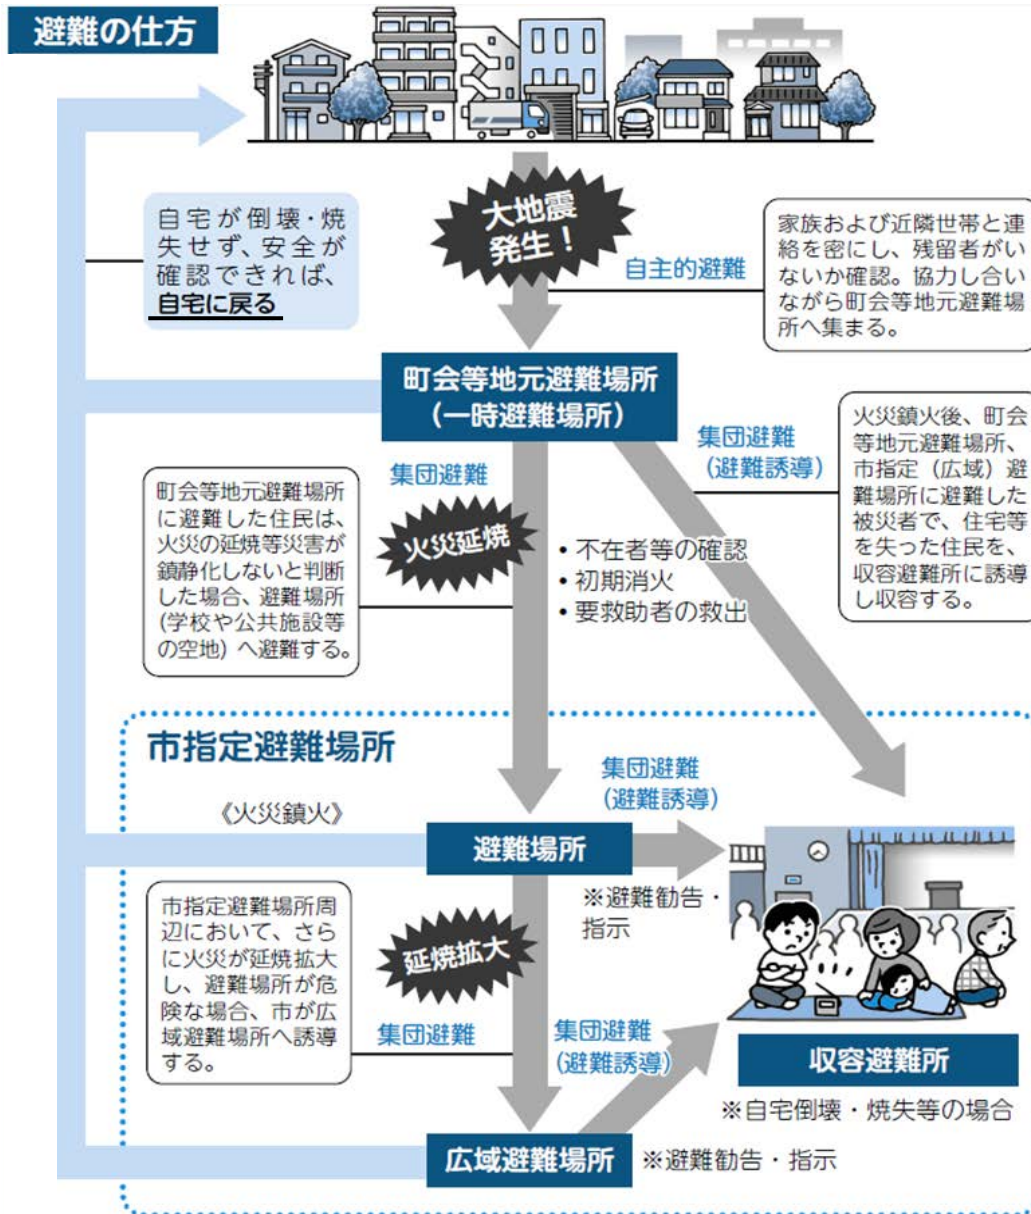 避難の仕方
大地震
発生！
自宅が倒壊・焼
失せず、安全が
確認できれば、
自宅に戻る
自主的避難
家族および近隣世帯と連
絡を密にし、残留者がい
ないか確認。協力し合い
ながら町会等地元避難場
所へ集まる。
町会等地元避難場所
（一時避難場所）
集団避難
火災延焼
町会等地元避難場所
に避難した住民は、
火災の延焼等災害が
鎮静化しないと判断
した場合、避難場所
(学校や公共施設等
の空地）へ避難する。
• 不在者等の確認
• 初期消火
• 要救助者の救出
集団避難
(避難誘導)
火災鎮火後、町会
等地元避難場所、
市指定（広域）避
難場所に避難した
被災者で、住宅等
を失った住民を、
収容避難所に誘導
し収容する。
市指定避難場所
《火災鎮火》
避難場所
集団避難
(避難誘導)
※避難勧告・
指示
市指定避難場所周
辺において、さら
に火災が延焼拡大
し、避難場所が危
険な場合、市が広
域避難場所へ誘導
する。
延焼拡大
集団避難
集団避難
(避難誘導)
収容避難所
※自宅倒壊・焼失等の場合
広域避難場所
※避難勧告・指示